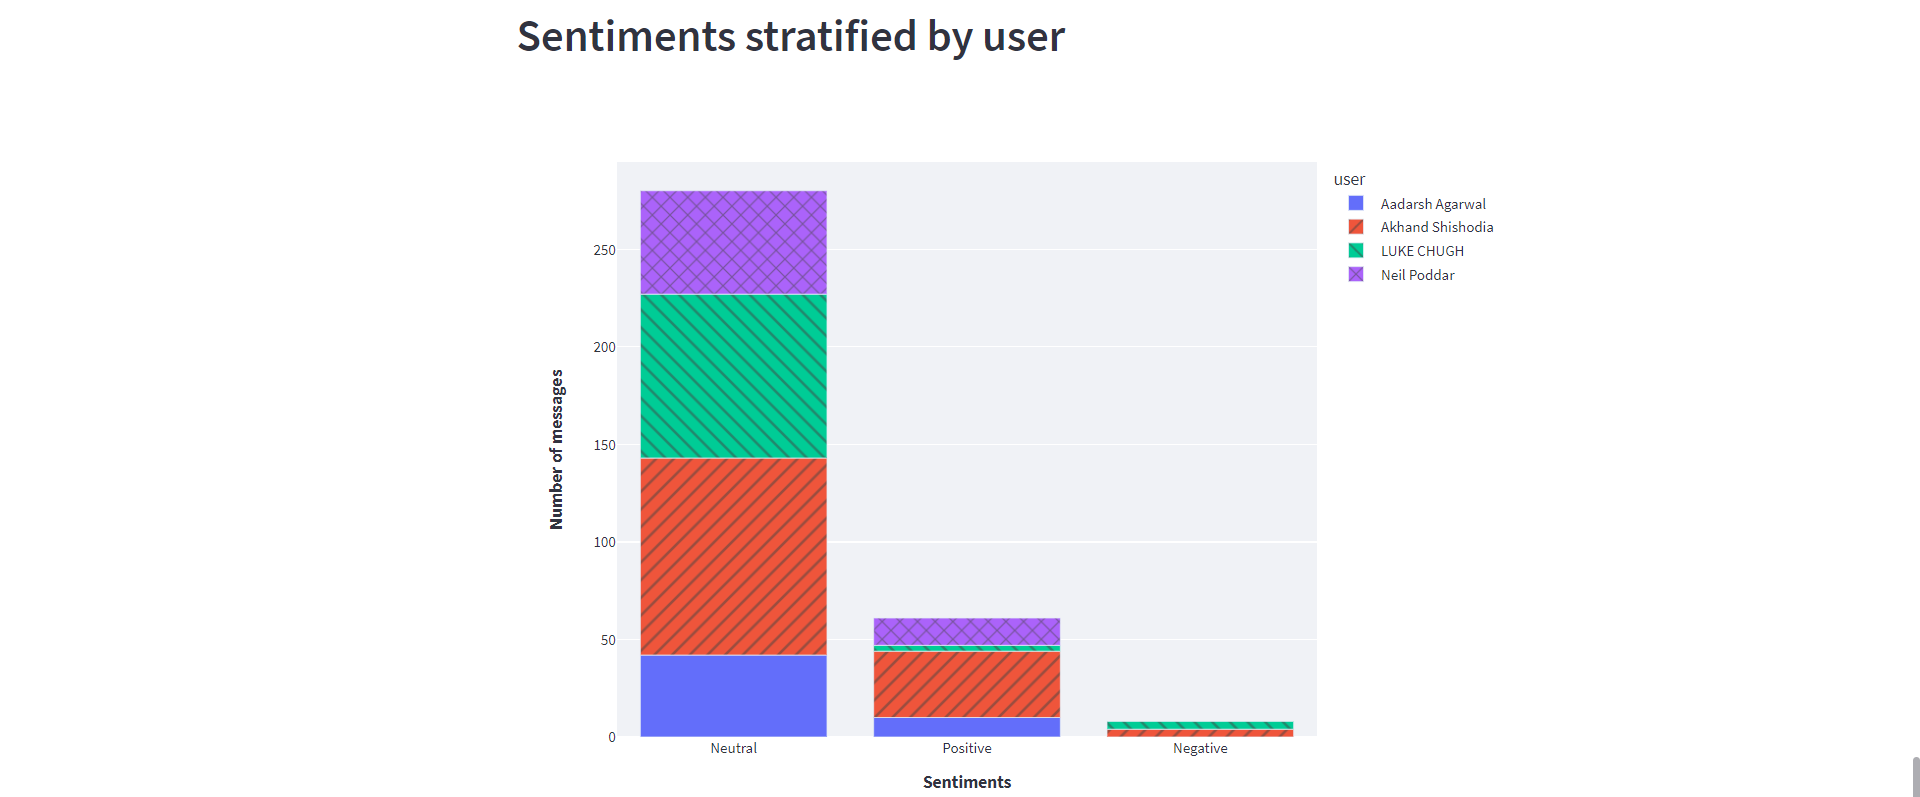 Sentiments stratified by user
user
Aadarsh Agarwal
Akhand Shishodia
LUKE CHUGH
Neil Poddar
250
200
150
100
50
0
Number of messages
Neutral
Positive
Negative
Sentiments